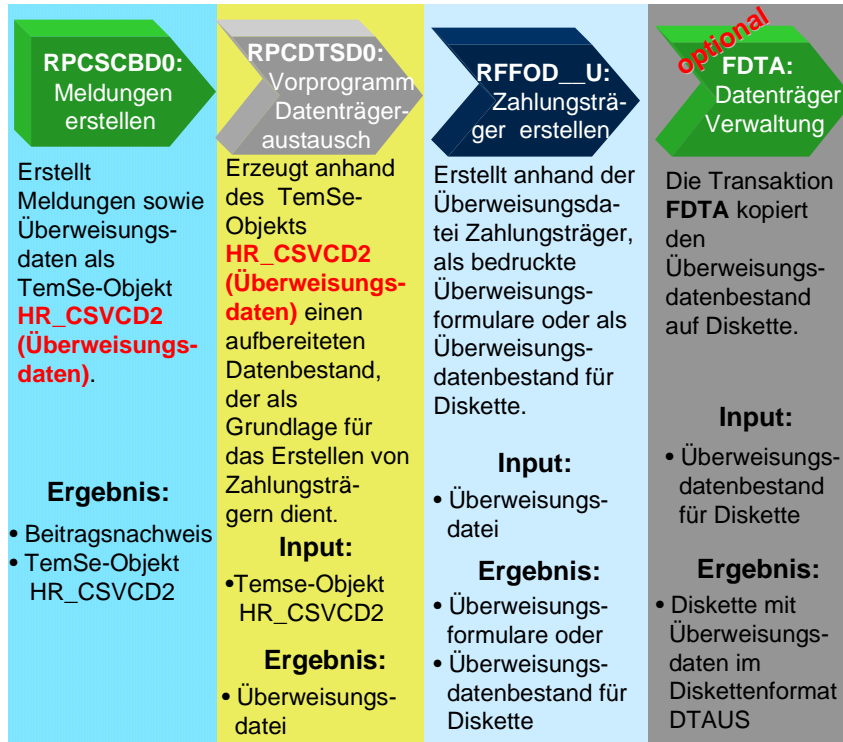 RPCSCBD0:
Meldungen
erstellen
Erstellt
Meldungen sowie
Überweisungs-
daten als
TemSe-Objekt
HR_CSVCD2
(Überweisungs-
daten).
Ergebnis:
• Beitragsnachweis
• TemSe-Objekt
HR_CSVCD2
RPCDTSD0:
Vorprogramm
Datenträger-
austausch
Erzeugt anhand
des TemSe-
Objekts
HR_CSVCD2
(Überweisungs-
daten) einen
aufbereiteten
Datenbestand,
der als
Grundlage für
das Erstellen von
Zahlungsträ-
gern dient.
Input:
•Temse-Objekt
HR_CSVCD2
Ergebnis:
• Überweisungs-
datei
RFFOD__U:
Zahlungsträ-
ger erstellen
Erstellt anhand der
Überweisungsda-
tei Zahlungsträger,
als bedruckte
Überweisungs-
formulare oder als
Überweisungs-
datenbestand für
Diskette.
Input:
• Überweisungs-
datei
Ergebnis:
• Überweisungs-
formulare oder
• Überweisungs-
datenbestand für
Diskette
optional
FDTA:
Datenträger
Verwaltung
Die Transaktion
FDTA kopiert
den
Überweisungs-
datenbestand
auf Diskette.
Input:
• Überweisungs-
datenbestand
für Diskette
Ergebnis:
• Diskette mit
Überweisungs-
daten im
Diskettenformat
DTAUS